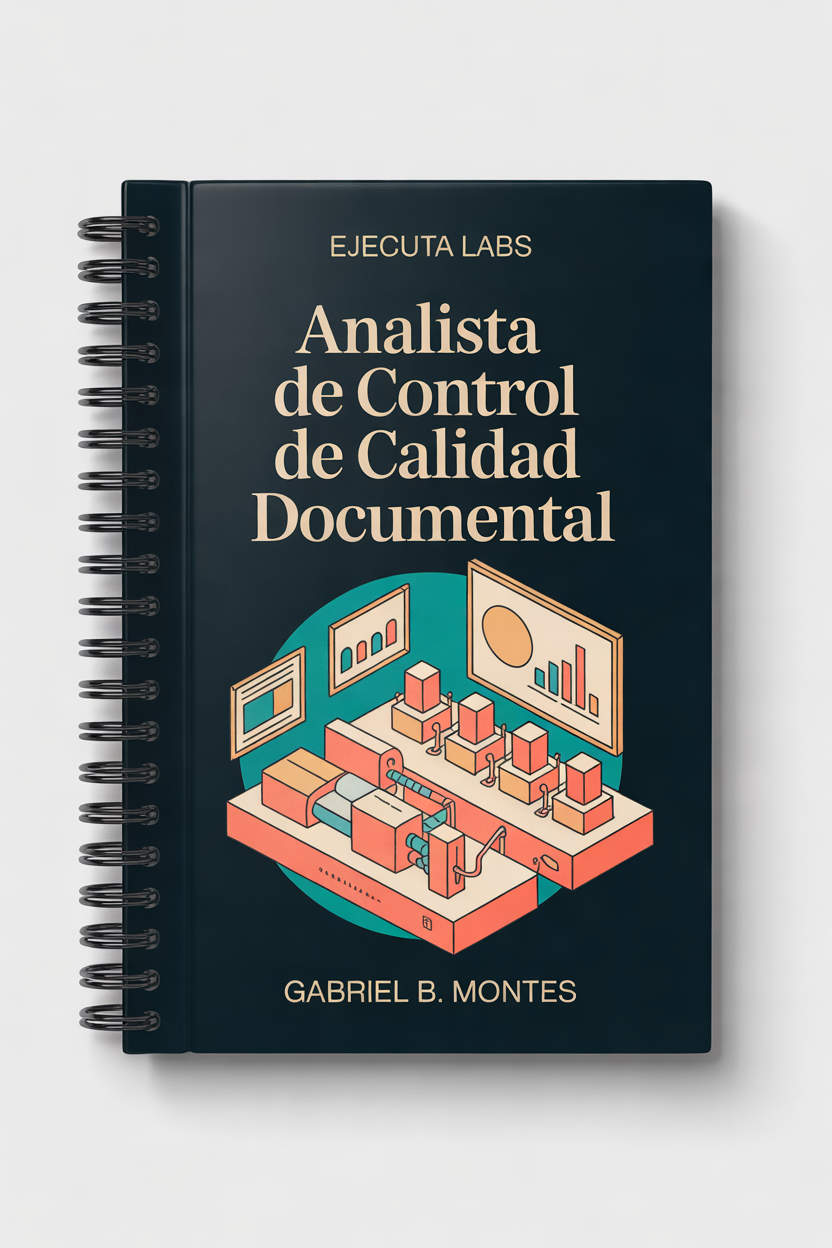 EJECUTA LABS
Analista
de Control
de Calidad
Documental
GABRIEL B. MONTES